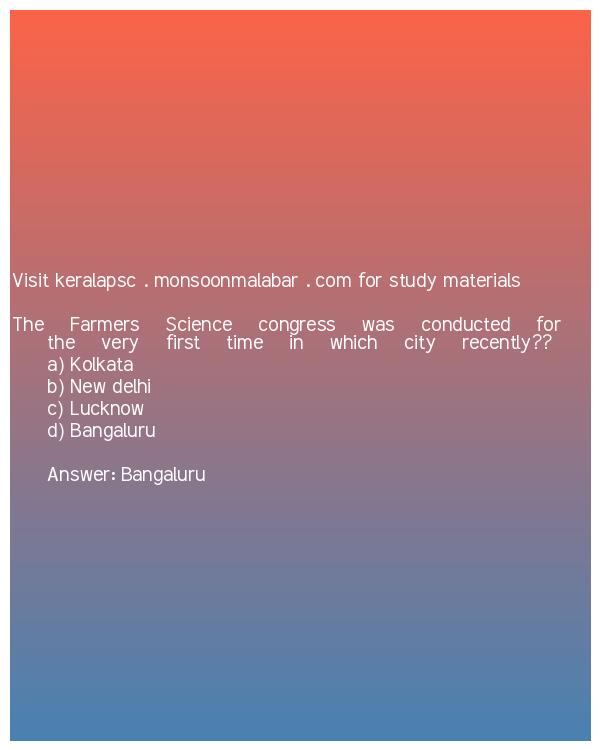 Visit keralapsc . monsoonmalabar . com for study materials
The Farmers Science congress was conducted for
the very first time in which city recently??
a) Kolkata
b) New delhi
c) Lucknow
d) Bangaluru
Answer: Bangaluru